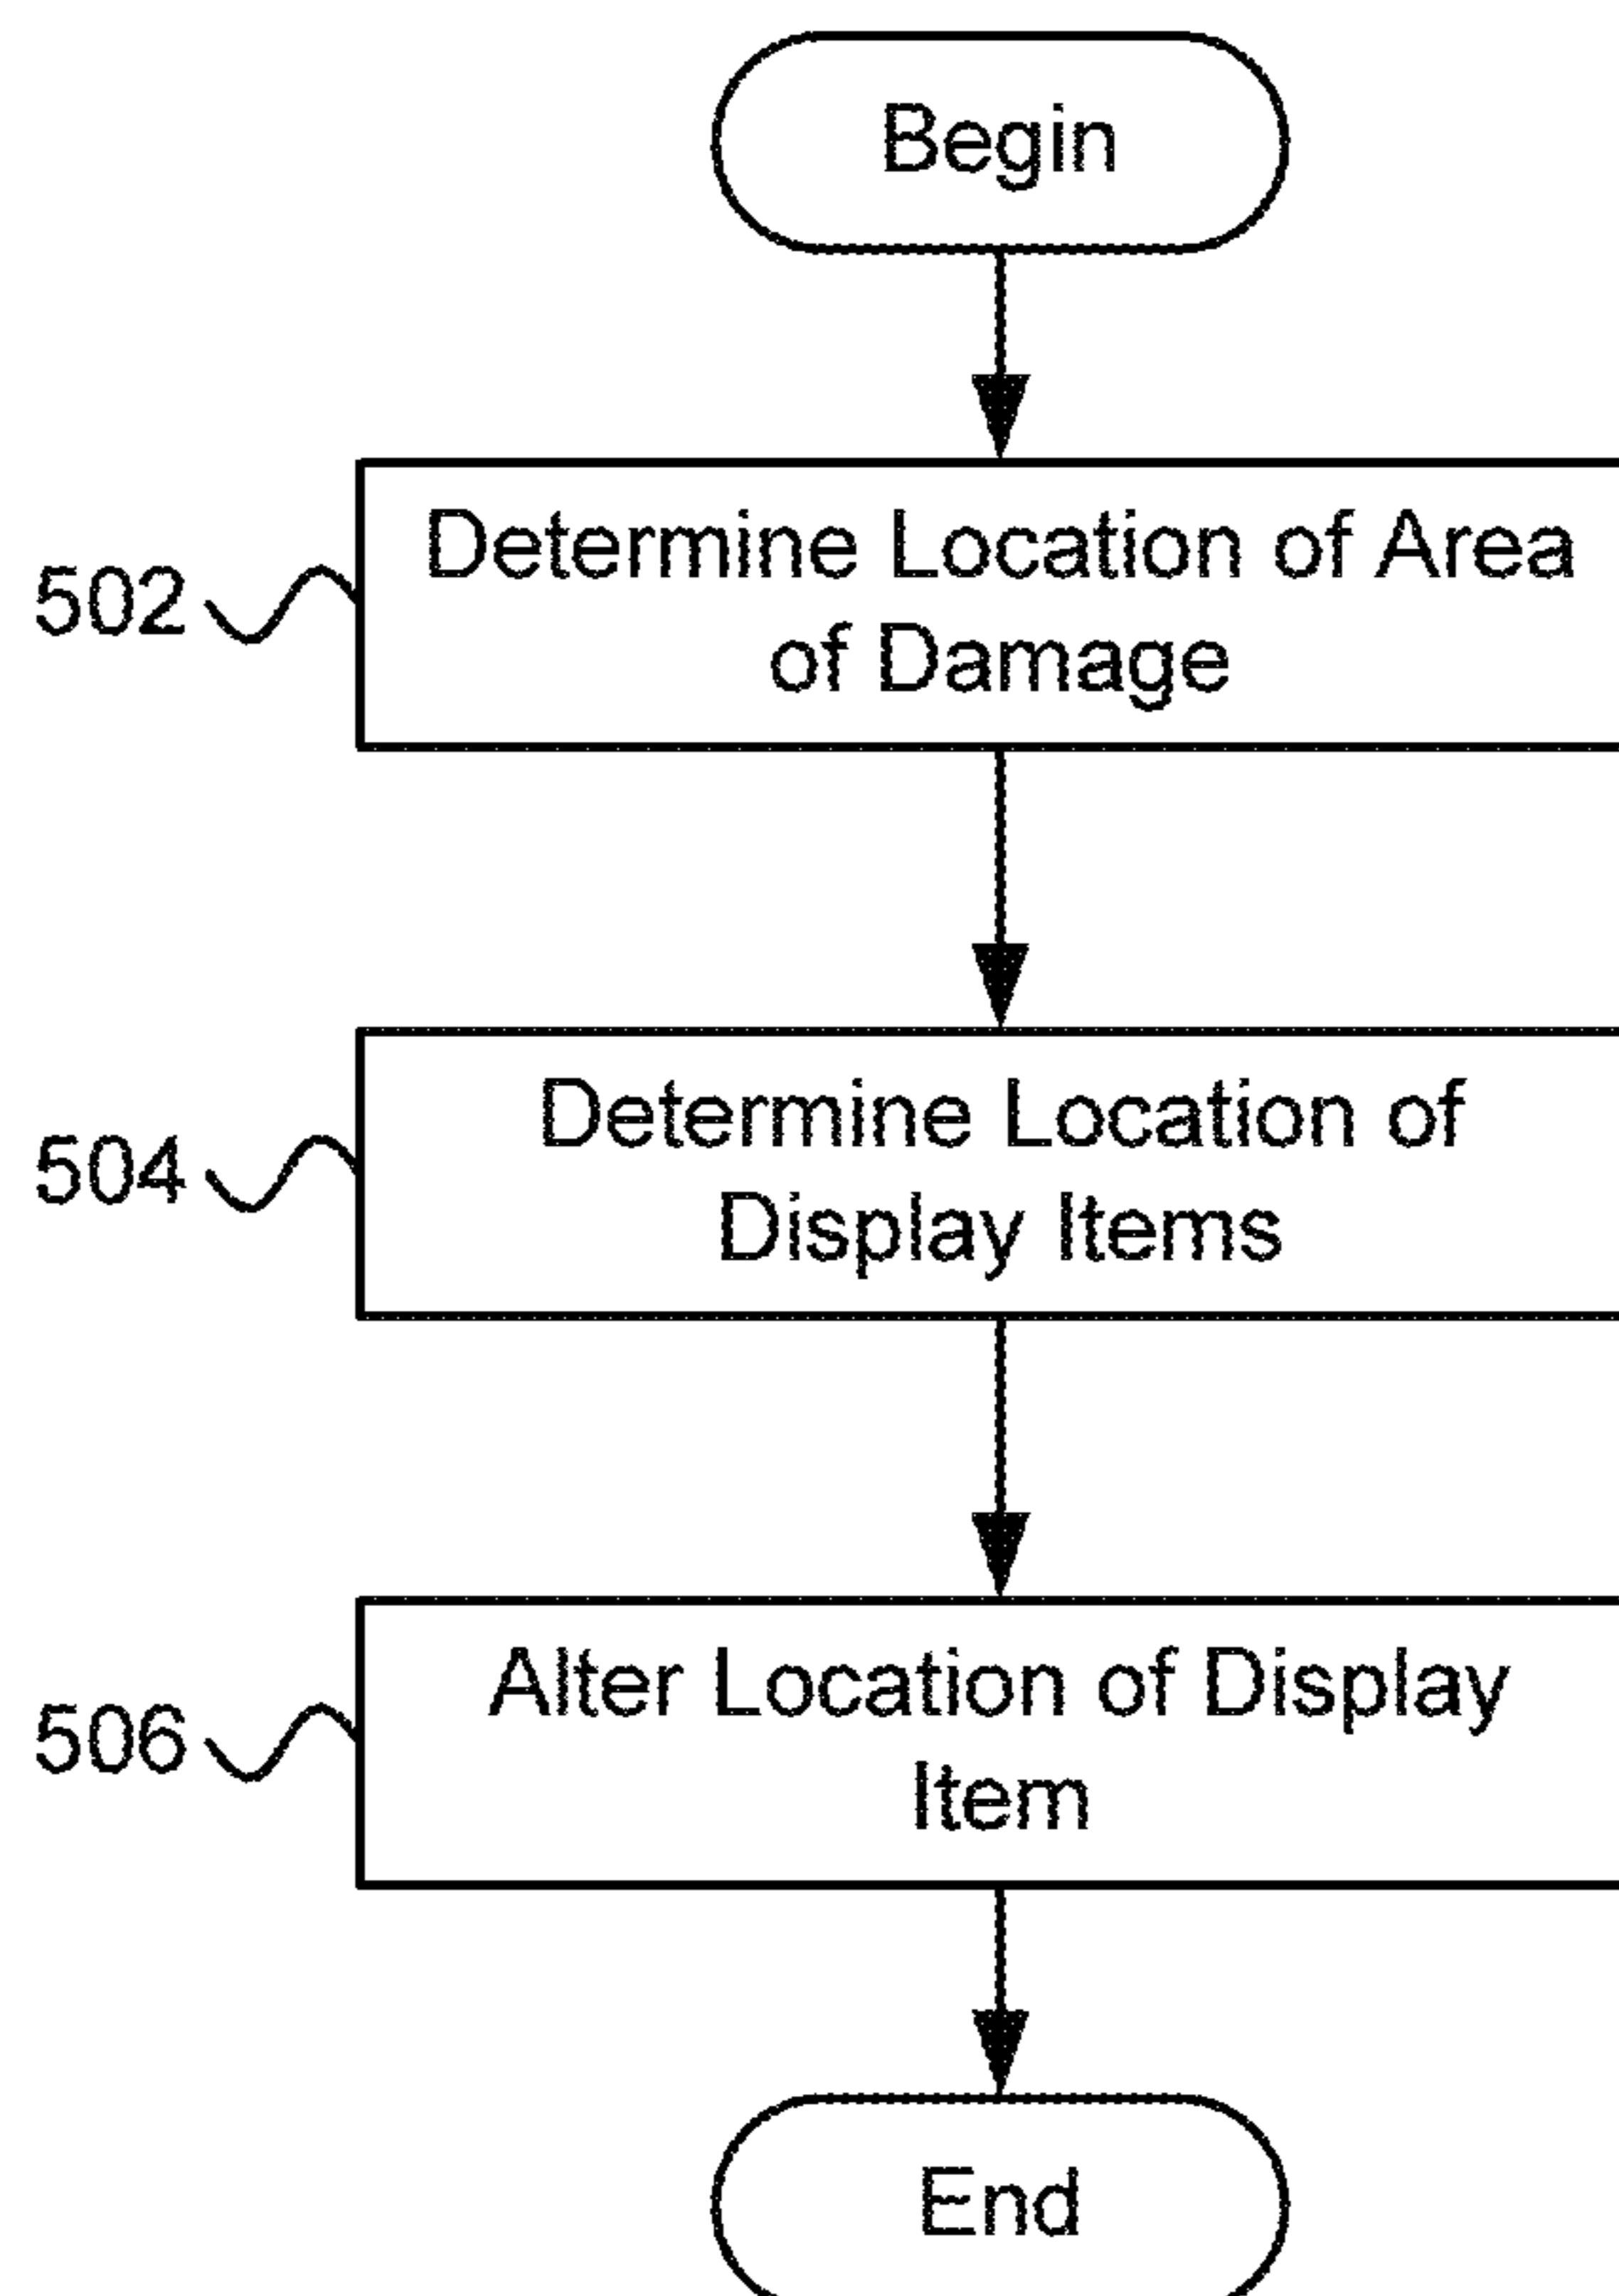 Begin
Determine Location of Area
of Damage
502
Determine Location of
Display Items
504
Alter Location of Display
Item
506
End